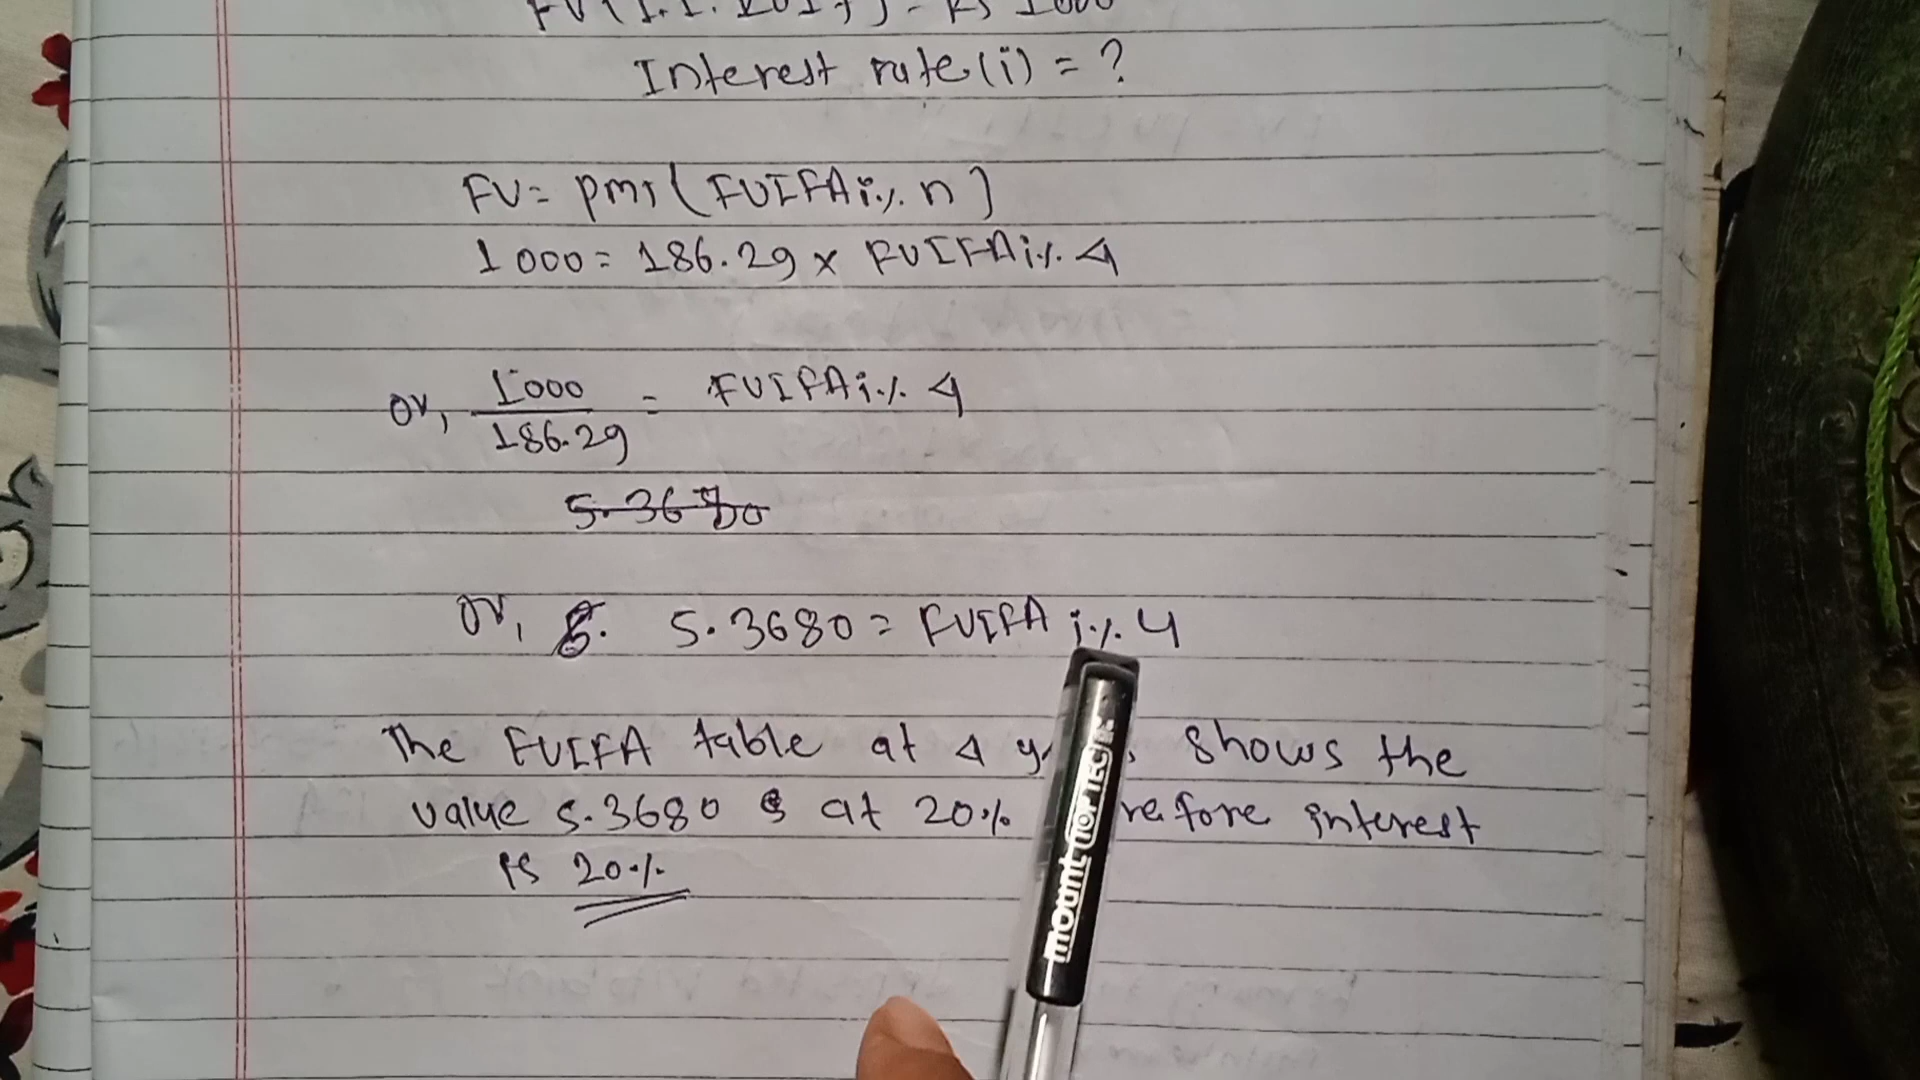 Interest rate (i) = ?
FV = PMT ( FVIFA i% n )
1000 = 186.29 x FVIFA i% 4
or, 1000 / 186.29 = FVIFA i% 4
5.3680
or, 5.3680 = FVIFA i% 4
The FVIFA table at 4 shows the
value 5.3680 at 20% refore interest
is 20%
mount TOPTEC